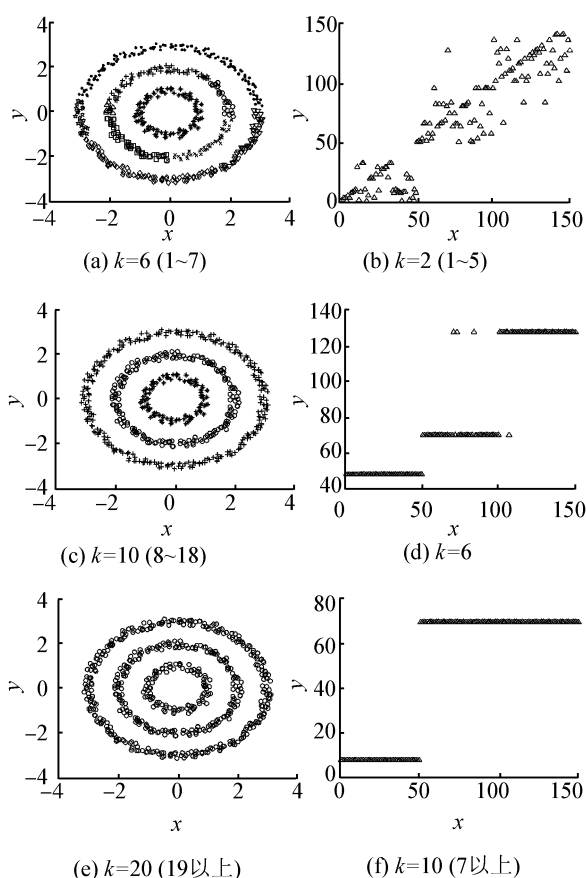 4
150
2
100
y
0
y
−2
50
−4
0
−4 −2 0 2 4
0 50 100 150
x
x
(a) k=6 (1~7)
(b) k=2 (1~5)
4
140
2
120
y
0
y
100
80
−2
60
−4
40
−4 −2 0 2 4
0 50 100 150
x
x
(c) k=10 (8~18)
(d) k=6
4
80
2
60
y
0
y
40
−2
20
−4
0
−4 −2 0 2 4
0 50 100 150
x
x
(e) k=20 (19以上)
(f) k=10 (7以上)